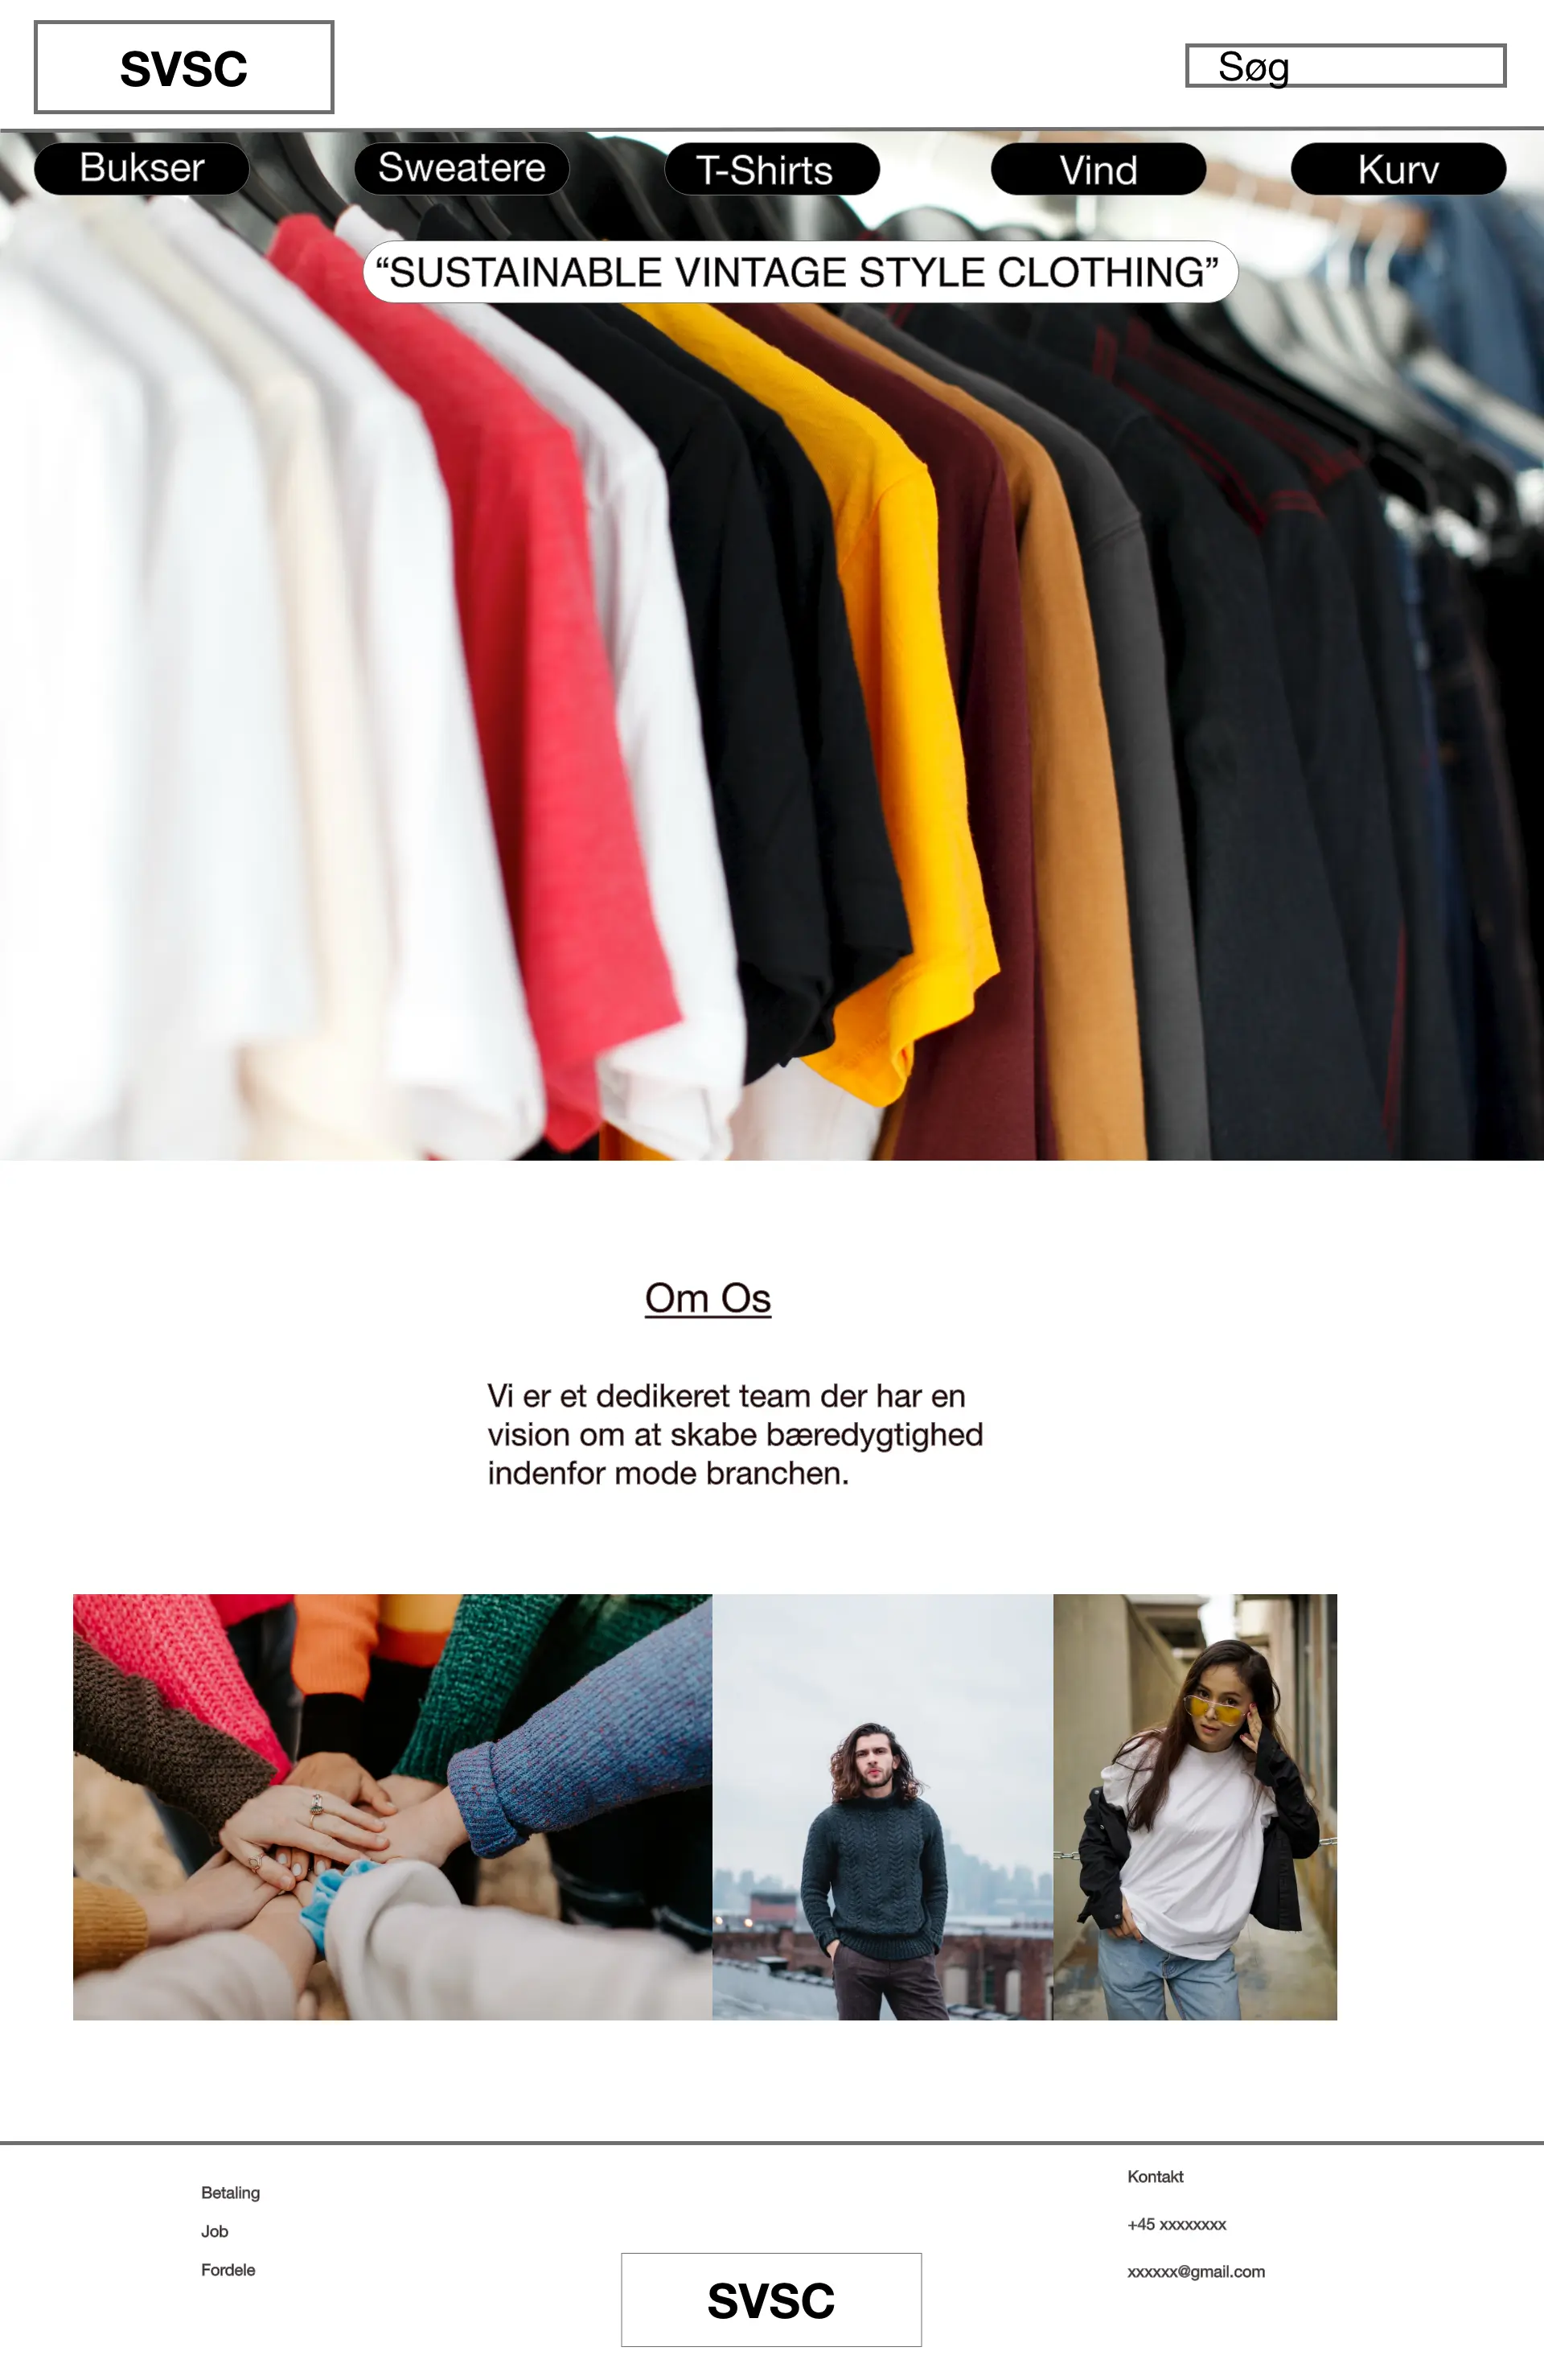 SVSC
Søg
Bukser
Sweatere
T-Shirts
Vind
Kurv
“SUSTAINABLE VINTAGE STYLE CLOTHING”
Om Os
Vi er et dedikeret team der har en
vision om at skabe bæredygtighed
indenfor mode branchen.
Betaling
Job
Fordele
Kontakt
+45 xxxxxxxx
xxxxxx@gmail.com
SVSC